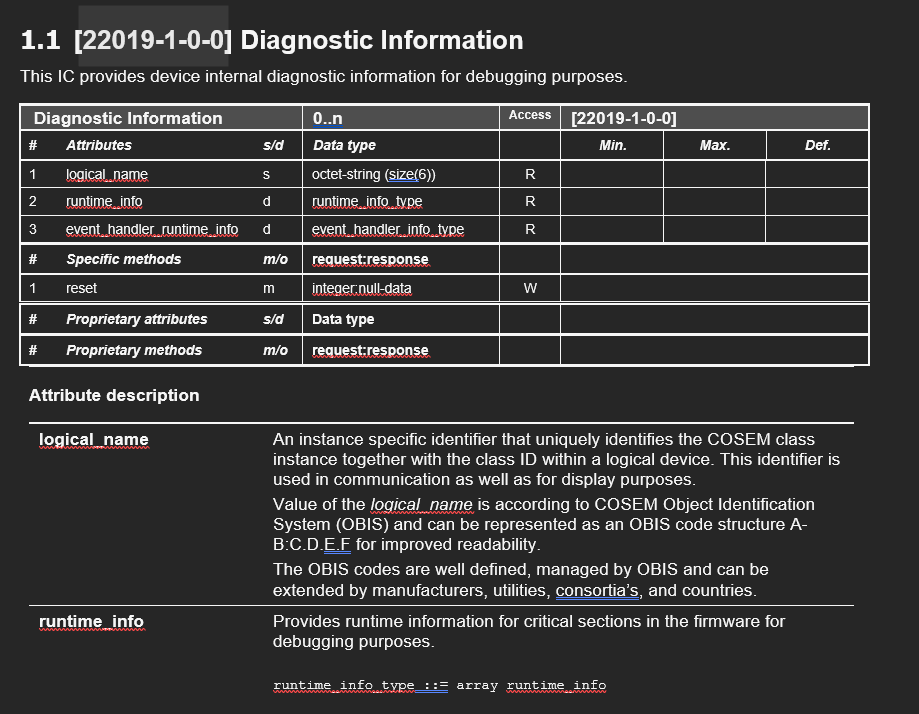 1.1 [22019-1-0-0] Diagnostic Information
This IC provides device internal diagnostic information for debugging purposes.
Diagnostic Information 0..n Access [22019-1-0-0]
# Attributes s/d Data type Min. Max. Def.
1 logical_name s octet-string (size(6)) R
2 runtime_info d runtime_info_type R
3 event_handler_runtime_info d event_handler_info_type R
# Specific methods m/o request:response
1 reset m integer:null-data W
# Proprietary attributes s/d Data type
# Proprietary methods m/o request:response
Attribute description
logical_name An instance specific identifier that uniquely identifies the COSEM class
instance together with the class ID within a logical device. This identifier is
used in communication as well as for display purposes.
Value of the logical_name is according to COSEM Object Identification
System (OBIS) and can be represented as an OBIS code structure A-
B:C.D.E.F for improved readability.
The OBIS codes are well defined, managed by OBIS and can be
extended by manufacturers, utilities, consortia's, and countries.
runtime_info Provides runtime information for critical sections in the firmware for
debugging purposes.
runtime_info_type ::= array runtime_info